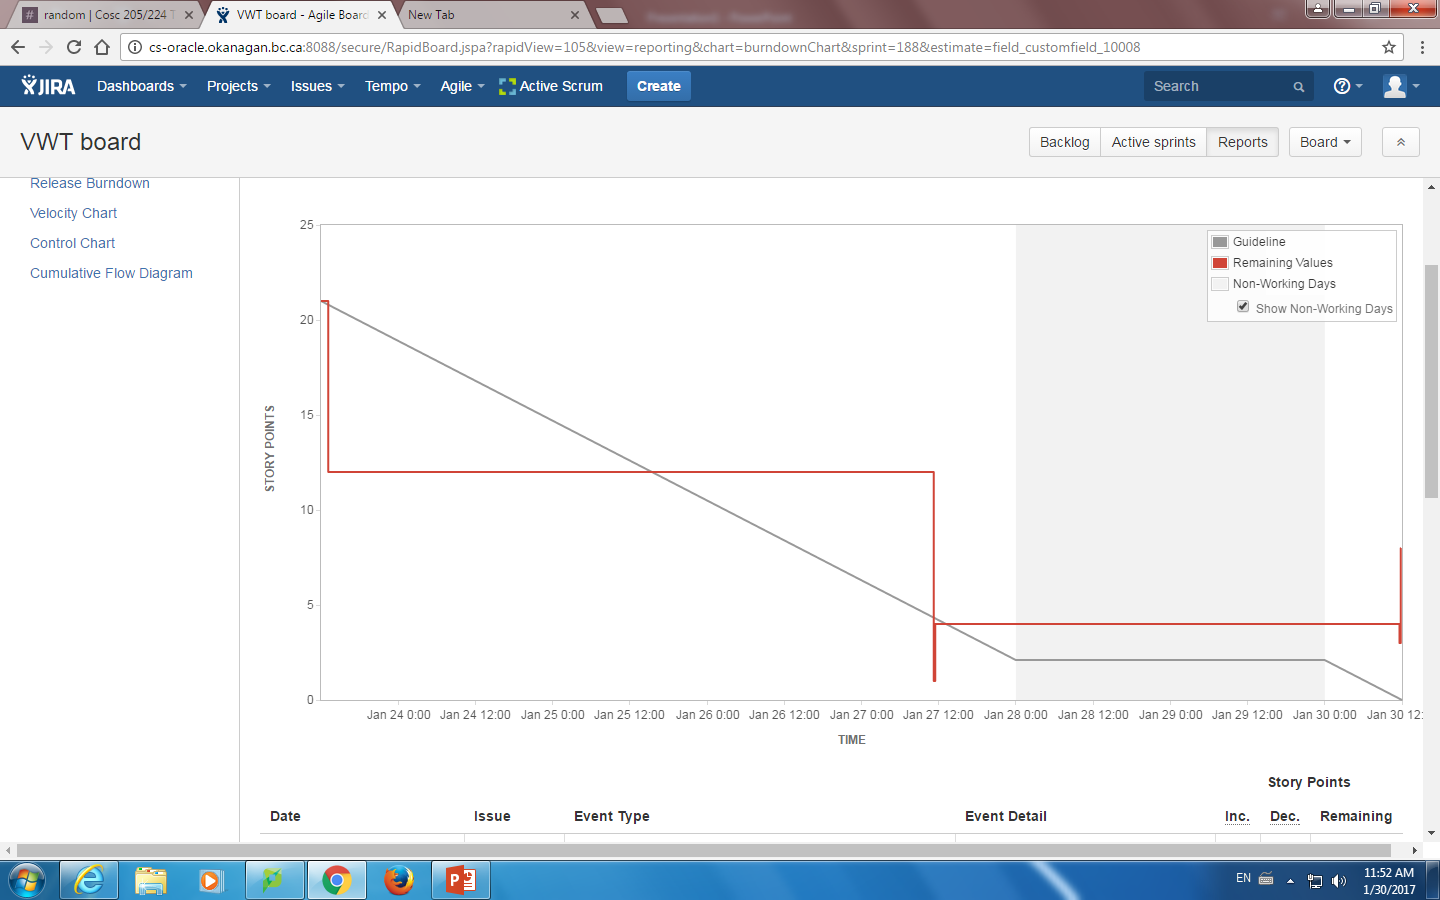 random | Cosc 205/224 T
VWT board - Agile Board
New Tab
cs-oracle.okanagan.bc.ca:8088/secure/RapidBoard.jspa?rapidView=105&view=reporting&chart=burndownChart&sprint=188&estimate=field_customfield_10008
JIRA Dashboards Projects Issues Tempo Agile Active Scrum Create Search
VWT board
Backlog Active sprints Reports Board
Release Burndown
Velocity Chart
Control Chart
Cumulative Flow Diagram
25
20
15
10
5
0
STORY POINTS
Guideline
Remaining Values
Non-Working Days
Show Non-Working Days
Jan 24 0:00 Jan 24 12:00 Jan 25 0:00 Jan 25 12:00 Jan 26 0:00 Jan 26 12:00 Jan 27 0:00 Jan 27 12:00 Jan 28 0:00 Jan 28 12:00 Jan 29 0:00 Jan 29 12:00 Jan 30 0:00 Jan 30 12:
TIME
Story Points
Date Issue Event Type Event Detail Inc. Dec. Remaining
EN
11:52 AM
1/30/2017